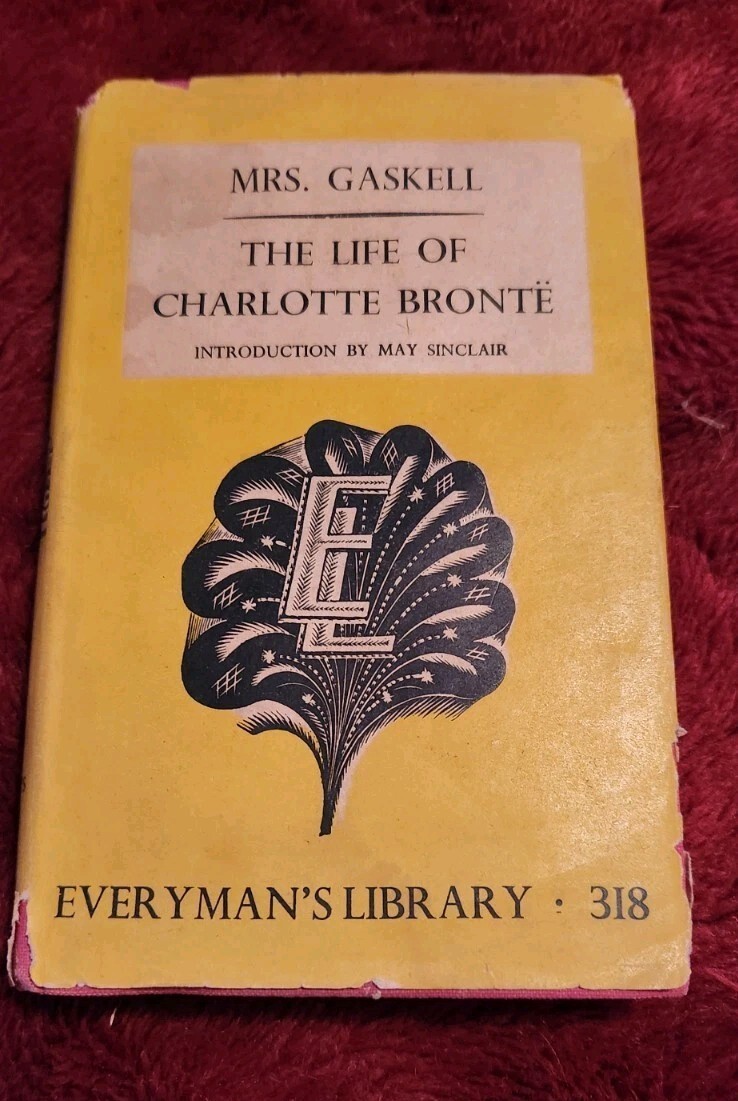 MRS. GASKELL
THE LIFE OF
CHARLOTTE BRONTË
INTRODUCTION BY MAY SINCLAIR
EL
EVERYMAN'S LIBRARY · 318